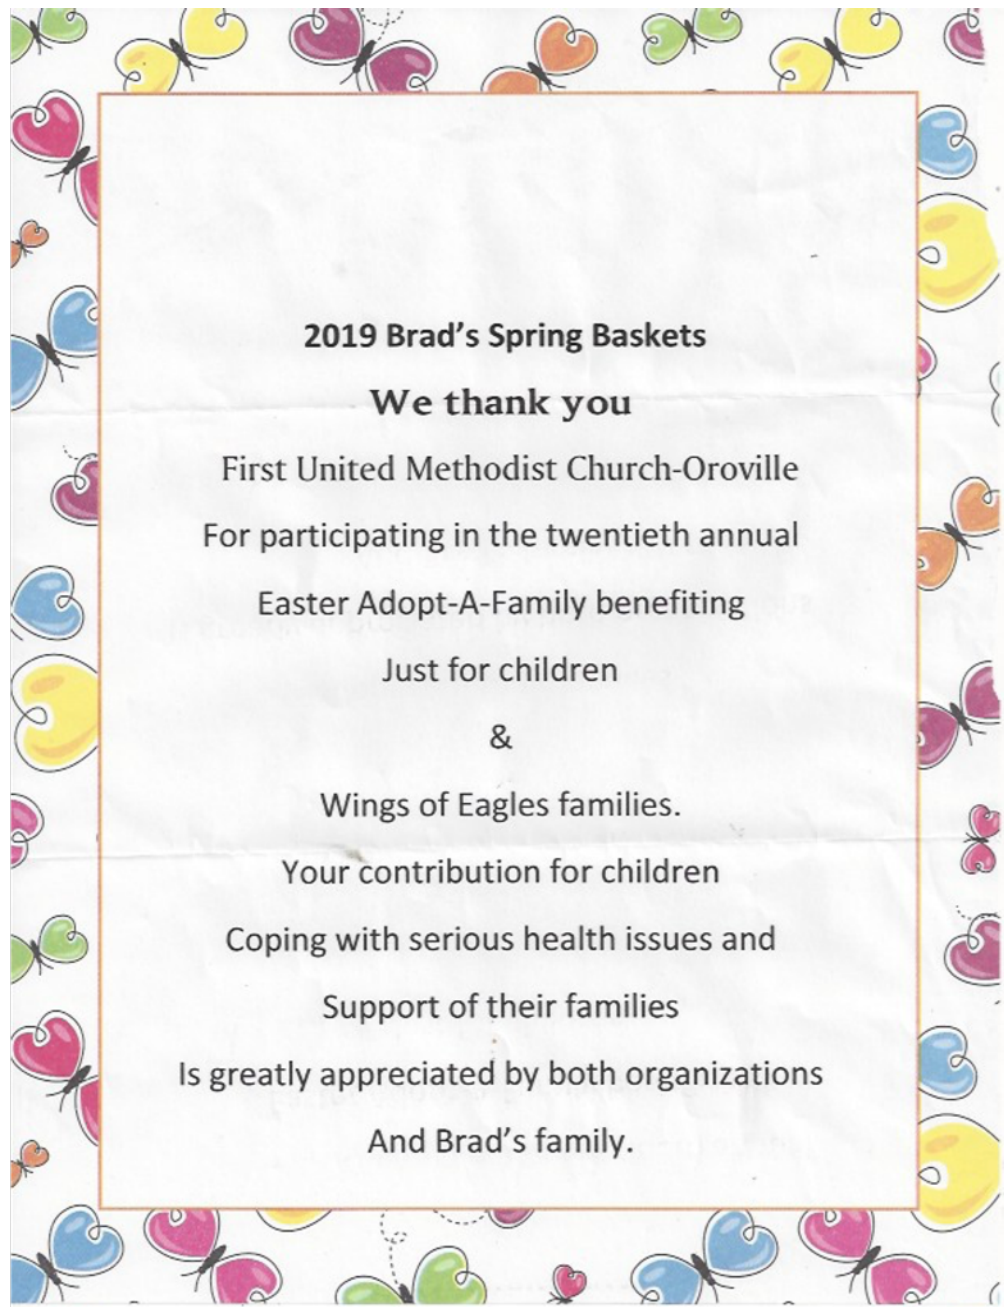 2019 Brad's Spring Baskets
We thank you
First United Methodist Church-Oroville
For participating in the twentieth annual
Easter Adopt-A-Family benefiting
Just for children
&
Wings of Eagles families.
Your contribution for children
Coping with serious health issues and
Support of their families
Is greatly appreciated by both organizations
And Brad's family.